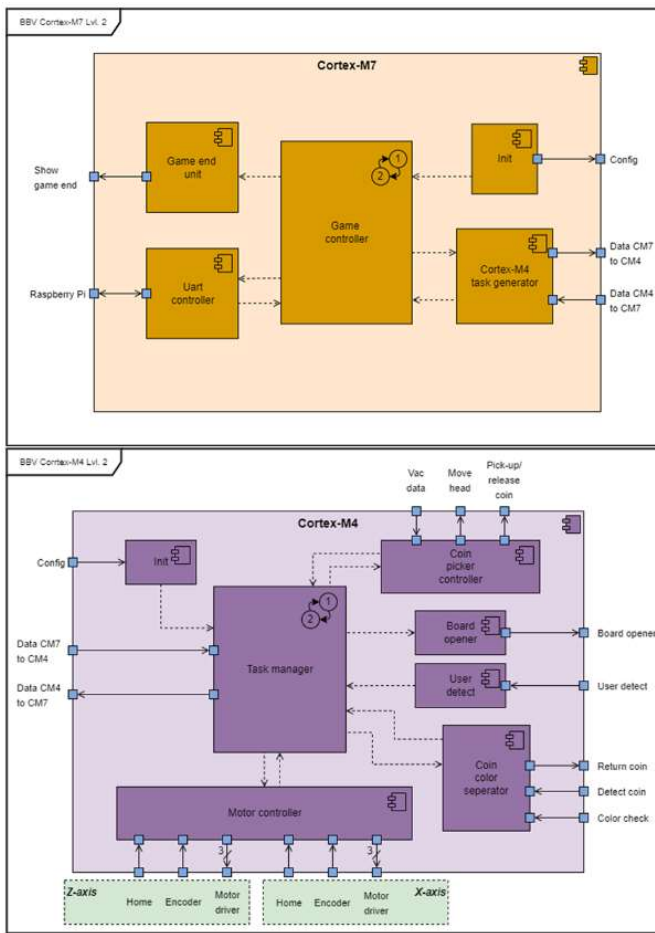 BBV Corrtex-M7 Lvl. 2
Cortex-M7
Game end
unit
Show
game end
1
2
Init
Config
Game
controller
Uart
controller
Raspberry Pi
Cortex-M4
task generator
Data CM7
to CM4
Data CM4
to CM7
BBV Corrtex-M4 Lvl. 2
Vac
data
Move
head
Pick-up/
release
coin
Cortex-M4
Config
Init
Coin
picker
controller
1
2
Task manager
Board
opener
Board opener
Data CM7
to CM4
Data CM4
to CM7
User
detect
User detect
Coin
color
seperator
Return coin
Detect coin
Color check
Motor controller
3
3
Z-axis
Home
Encoder
Motor
driver
Home
Encoder
Motor
driver
X-axis